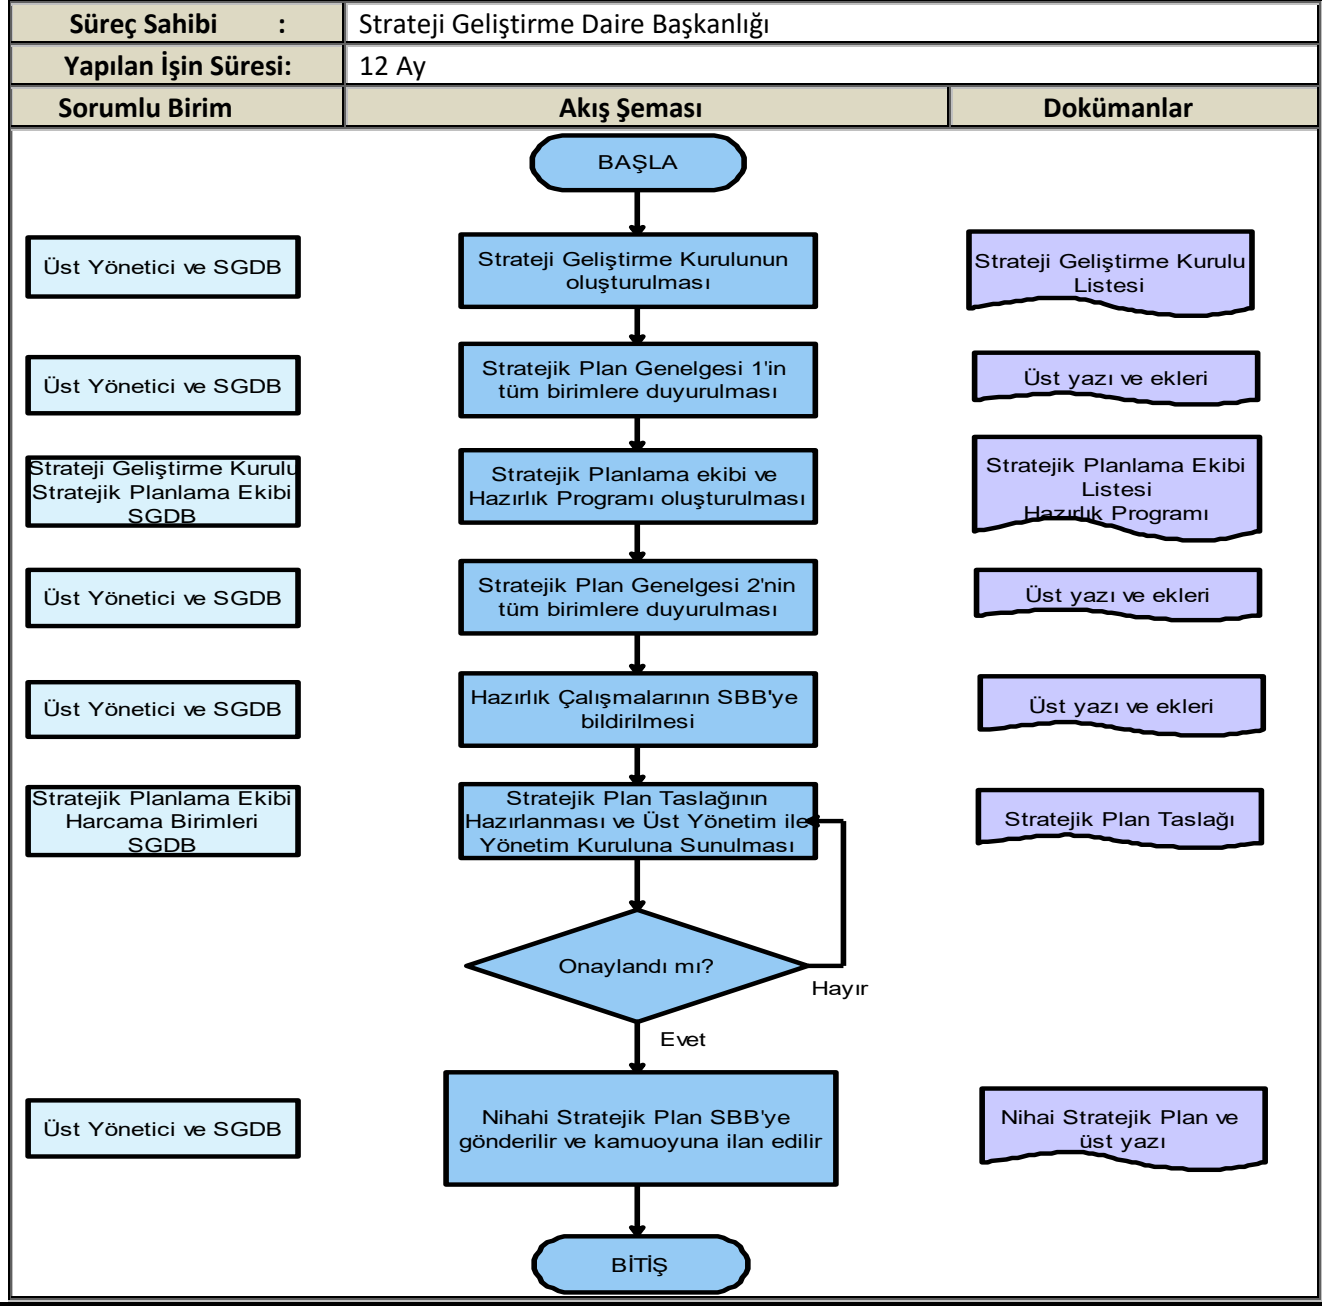 Süreç Sahibi : Strateji Geliştirme Daire Başkanlığı
Yapılan İşin Süresi: 12 Ay
Sorumlu Birim Akış Şeması Dokümanlar
BAŞLA
Üst Yönetici ve SGDB
Strateji Geliştirme Kurulunun
oluşturulması
Strateji Geliştirme Kurulu
Listesi
Üst Yönetici ve SGDB
Stratejik Plan Genelgesi 1'in
tüm birimlere duyurulması
Üst yazı ve ekleri
Strateji Geliştirme Kurulu
Stratejik Planlama Ekibi
SGDB
Stratejik Planlama ekibi ve
Hazırlık Programı oluşturulması
Stratejik Planlama Ekibi
Listesi
Hazırlık Programı
Üst Yönetici ve SGDB
Stratejik Plan Genelgesi 2'nin
tüm birimlere duyurulması
Üst yazı ve ekleri
Üst Yönetici ve SGDB
Hazırlık Çalışmalarının SBB'ye
bildirilmesi
Üst yazı ve ekleri
Stratejik Planlama Ekibi
Harcama Birimleri
SGDB
Stratejik Plan Taslağının
Hazırlanması ve Üst Yönetim ile
Yönetim Kuruluna Sunulması
Stratejik Plan Taslağı
Onaylandı mı?
Hayır
Evet
Üst Yönetici ve SGDB
Nihahi Stratejik Plan SBB'ye
gönderilir ve kamuoyuna ilan edilir
Nihai Stratejik Plan ve
üst yazı
BİTİŞ